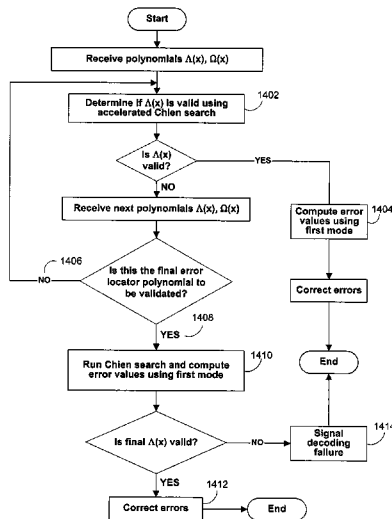 Start
Receive polynomials Λ(x), Ω(x)
Determine if Λ(x) is valid using
accelerated Chien search
1402
is Λ(x)
valid?
YES
NO
Receive next polynomials Λ(x), Ω(x)
Compute error
values using
first mode
1404
1406
NO
Is this the final error
locator polynomial to
be validated?
Correct errors
1408
YES
End
1410
Run Chien search and compute
error values using first mode
Is final Λ(x) valid?
NO
Signal
decoding
failure
1414
YES
1412
Correct errors
End